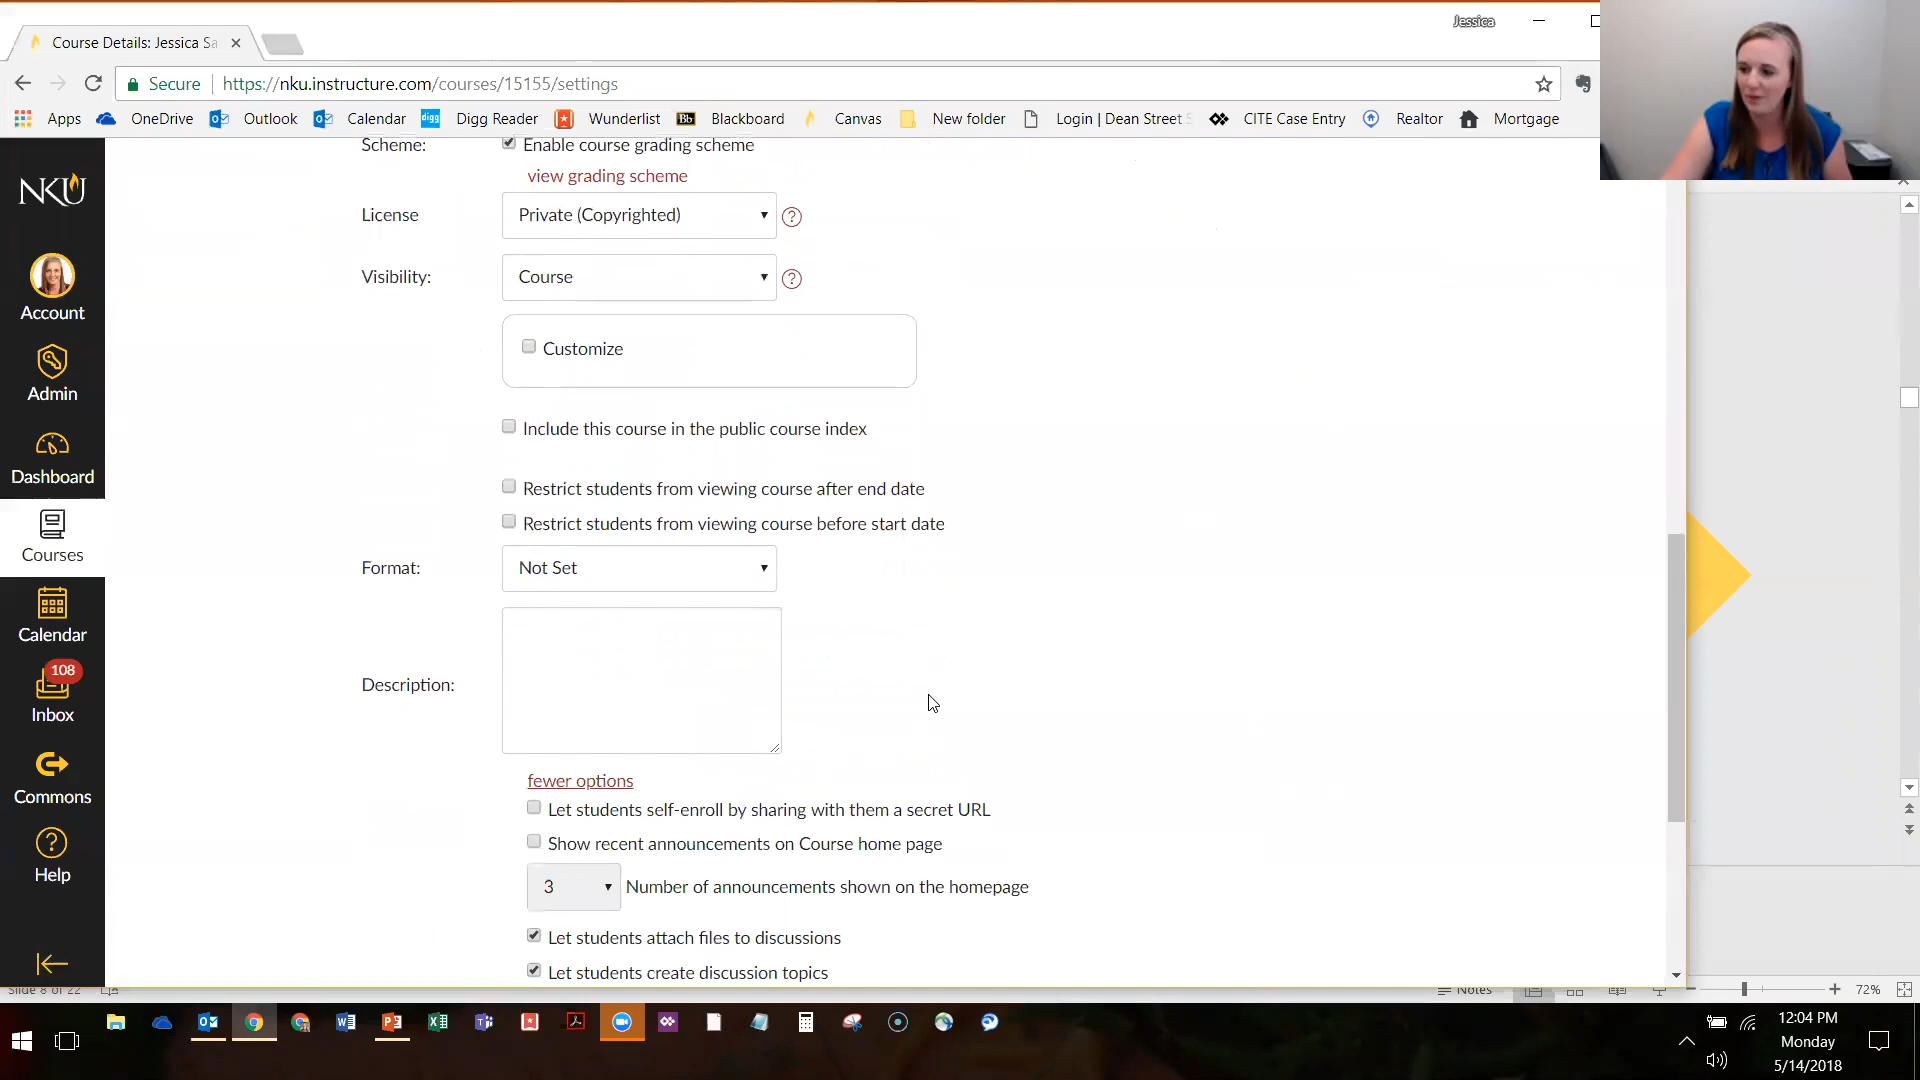 Jessica
Course Details: Jessica Sa
Secure
https://nku.instructure.com/courses/15155/settings
Apps
OneDrive
Outlook
Calendar
digg
Digg Reader
Wunderlist
Bb
Blackboard
Canvas
New folder
Login | Dean Street S
CITE Case Entry
Realtor
Mortgage
NKU
Account
Admin
Dashboard
Courses
Calendar
108
Inbox
Commons
Help
Scheme:
Enable course grading scheme
view grading scheme
License
Private (Copyrighted)
Visibility:
Course
Customize
Include this course in the public course index
Restrict students from viewing course after end date
Restrict students from viewing course before start date
Format:
Not Set
Description:
fewer options
Let students self-enroll by sharing with them a secret URL
Show recent announcements on Course home page
3
Number of announcements shown on the homepage
Let students attach files to discussions
Let students create discussion topics
Slide 8 of 22
Notes
72%
12:04 PM
Monday
5/14/2018